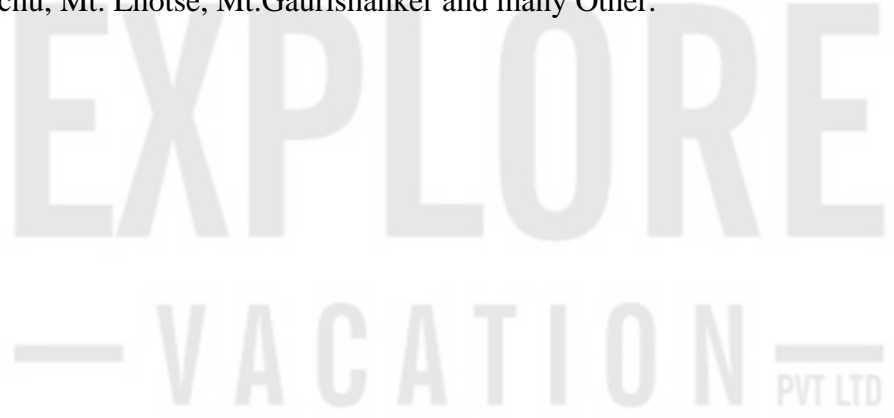 Mt. Lhotse, Mt.Gaurishanker and many Other.
EXPLORE
VACATION
PVT LTD